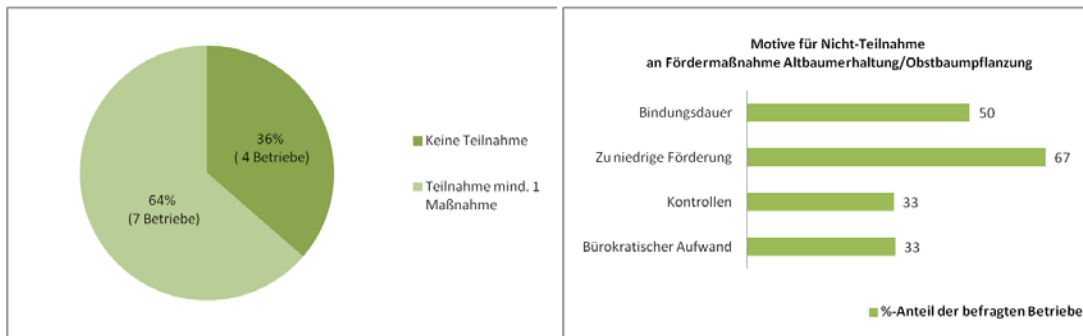 36%
( 4 Betriebe)
64%
(7 Betriebe)
Keine Teilnahme
Teilnahme mind. 1
Maßnahme
Motive für Nicht-Teilnahme
an Fördermaßnahme Altbaumerhaltung/Obstbaumpflanzung
Bindungsdauer
50
Zu niedrige Förderung
67
Kontrollen
33
Bürokratischer Aufwand
33
%-Anteil der befragten Betriebe